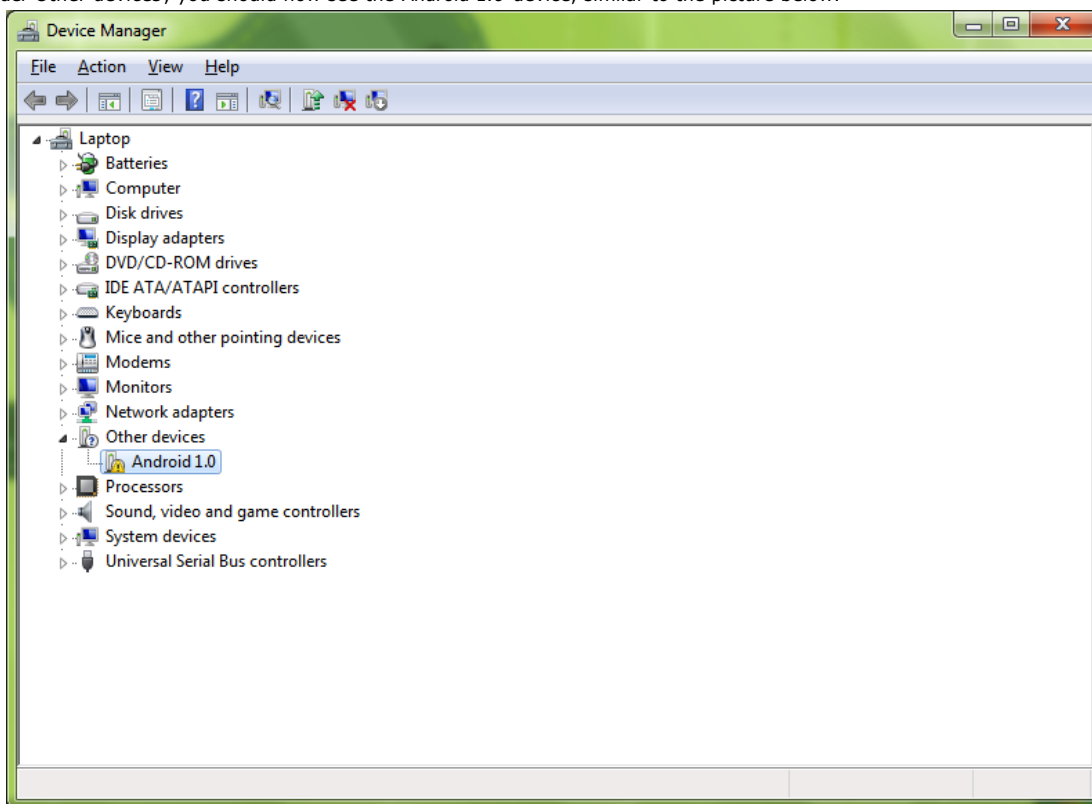 Device Manager
File Action View Help
Laptop
Batteries
Computer
Disk drives
Display adapters
DVD/CD-ROM drives
IDE ATA/ATAPI controllers
Keyboards
Mice and other pointing devices
Modems
Monitors
Network adapters
Other devices
Android 1.0
Processors
Sound, video and game controllers
System devices
Universal Serial Bus controllers